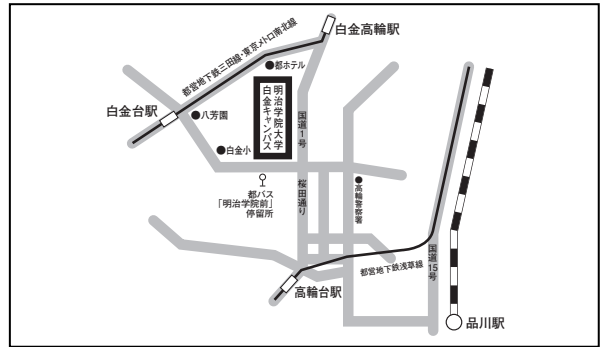 白金高輪駅
都営地下鉄三田線・東京メトロ南北線
●都ホテル
白金台駅
●八芳園
明治学院大学
白金キャンパス
国道1号
●白金小
都バス
「明治学院前」
停留所
桜田通り
●高輪警察署
都営地下鉄浅草線
国道15号
高輪台駅
品川駅